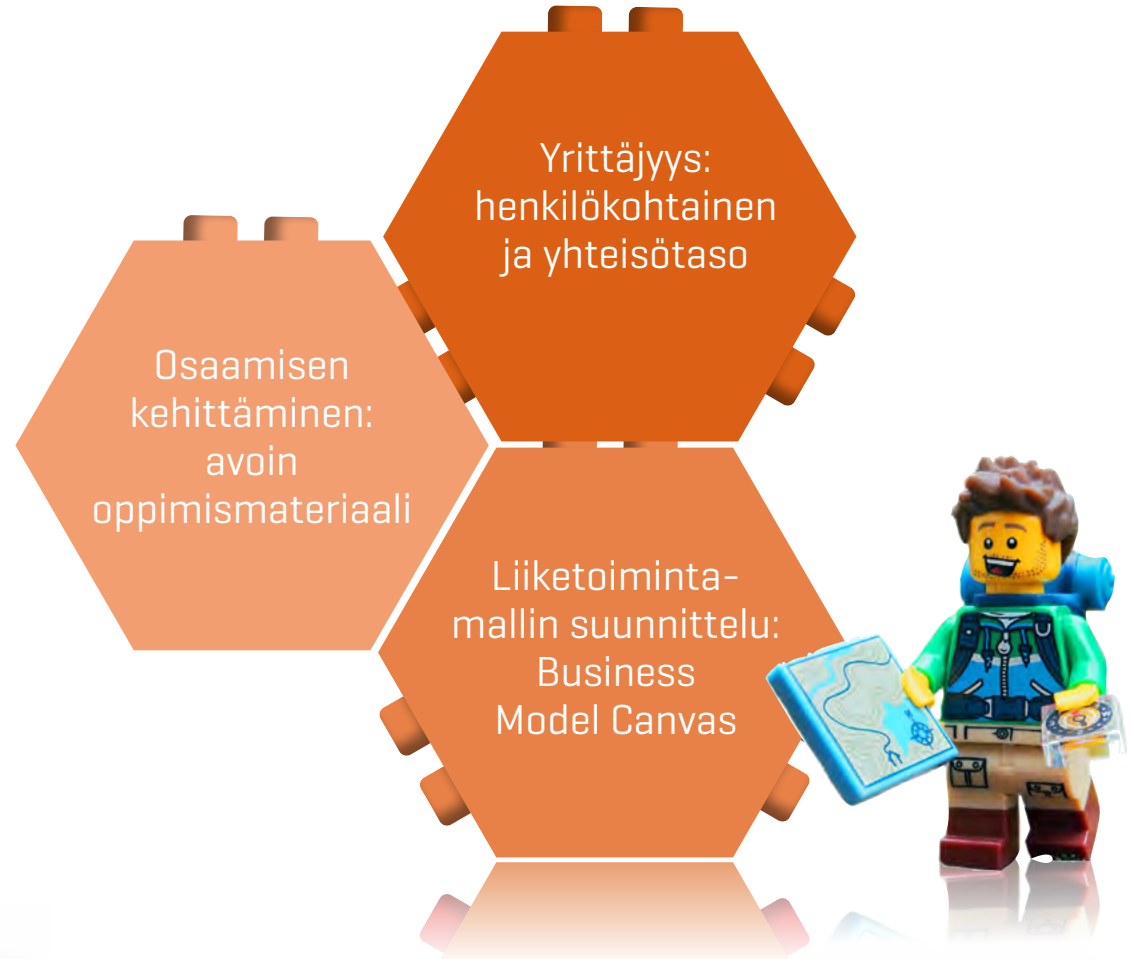 Yrittäjyys:
henkilökohtainen
ja yhteisötaso
Osaamisen
kehittäminen:
avoin
oppimismateriaali
Liiketoiminta-
mallin suunnittelu:
Business
Model Canvas